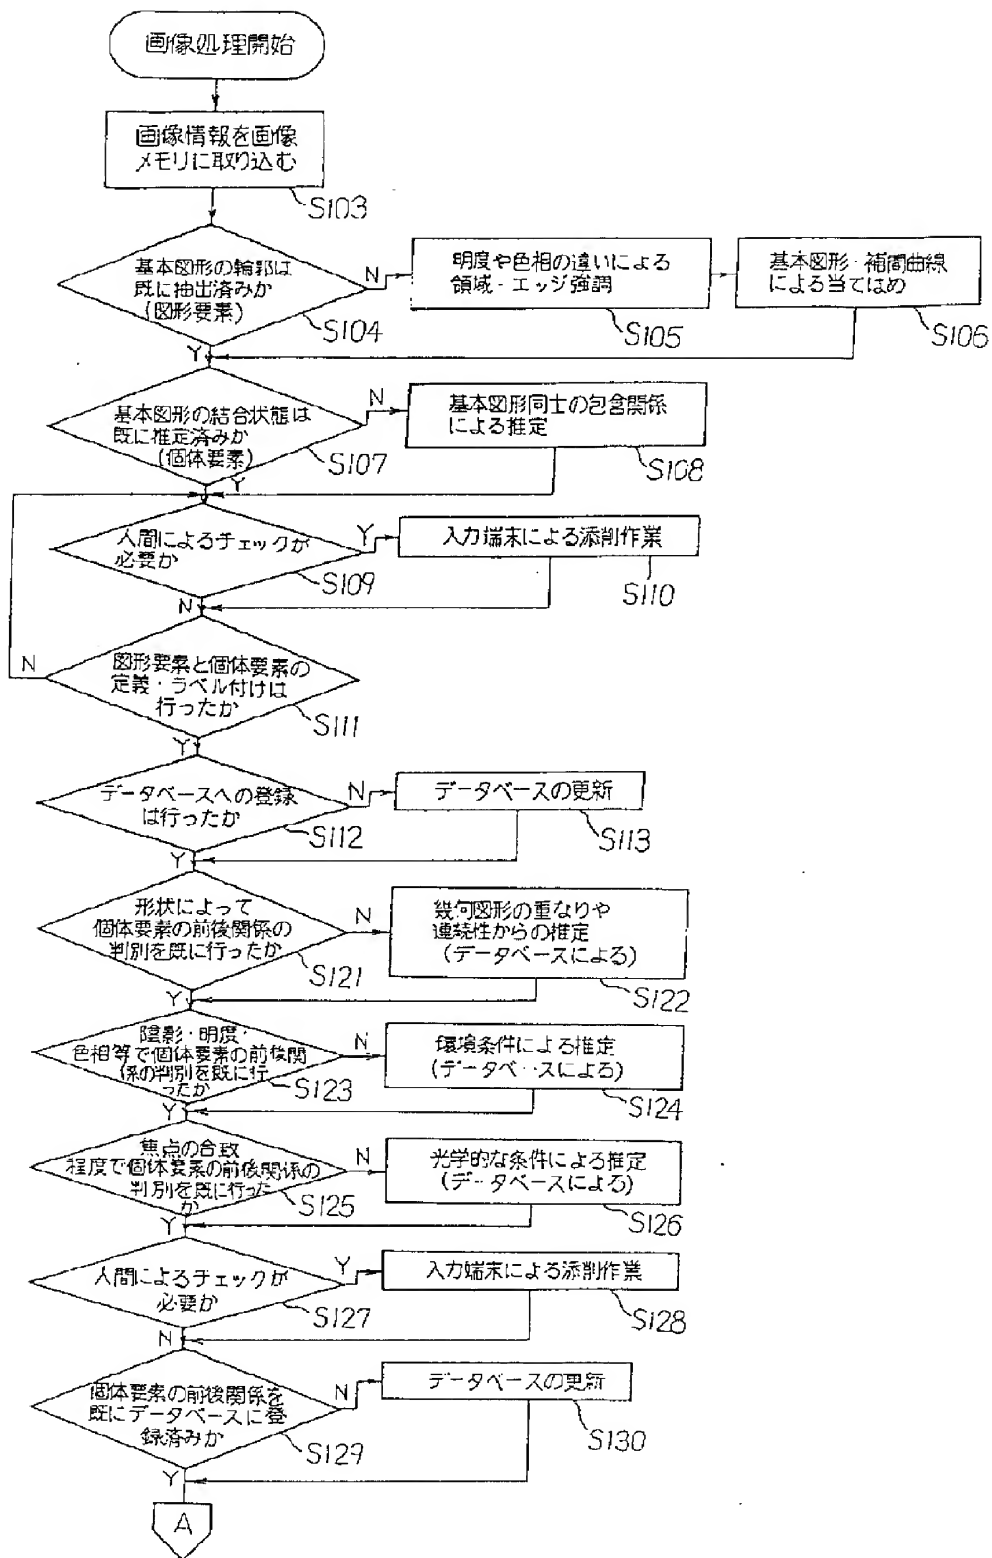 画像処理開始
画像情報を画像
メモリに取り込む
S103
基本図形の輪郭は
既に抽出済みか
(図形要素)
N
S104
明度や色相の違いによる
領域・エッジ強調
S105
基本図形・補間曲線
による当てはめ
S106
Y
基本図形の結合状態は
既に推定済みか
(個体要素)
N
S107
基本図形同士の包含関係
による推定
S108
Y
人間によるチェックが
必要か
Y
S109
入力端末による添削作業
S110
N
図形要素と個体要素の
定義・ラベル付けは
行ったか
N
S111
Y
データベースへの登録
は行ったか
N
S112
データベースの更新
S113
Y
形状によって
個体要素の前後関係の
判別を既に行ったか
N
S121
幾何図形の重なりや
連続性からの推定
(データベースによる)
S122
Y
陰影・明度・
色相等で個体要素の前後関
係の判別を既に行
ったか
N
S123
環境条件による推定
(データベースによる)
S124
Y
焦点の合致
程度で個体要素の前後関係の
判別を既に行った
か
N
S125
光学的な条件による推定
(データベースによる)
S126
Y
人間によるチェックが
必要か
Y
S127
入力端末による添削作業
S128
N
個体要素の前後関係を
既にデータベースに登
録済みか
N
S129
データベースの更新
S130
Y
A